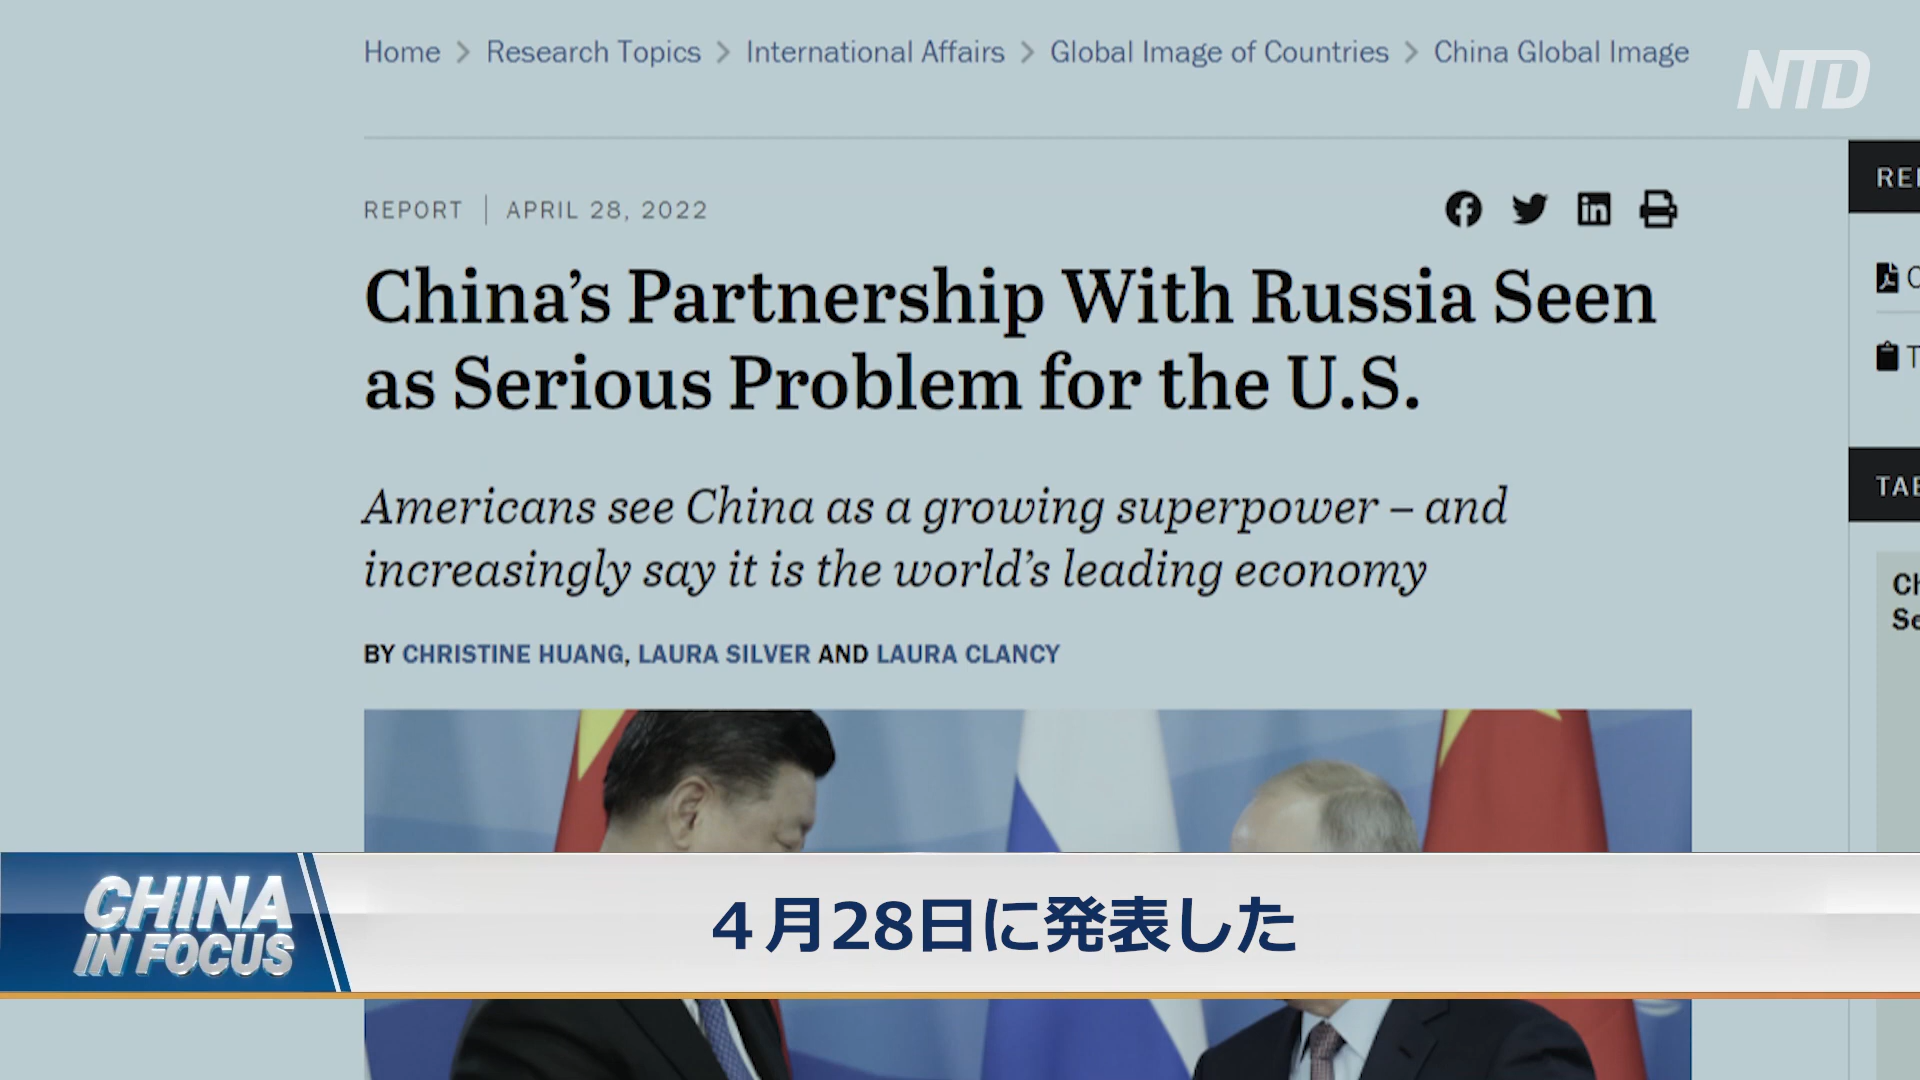 Home > Research Topics > International Affairs > Global Image of Countries > China Global Image
NTD
REPORT | APRIL 28, 2022
China’s Partnership With Russia Seen
as Serious Problem for the U.S.
Americans see China as a growing superpower – and
increasingly say it is the world’s leading economy
BY CHRISTINE HUANG, LAURA SILVER AND LAURA CLANCY
CHINA
IN FOCUS
４月28日に発表した